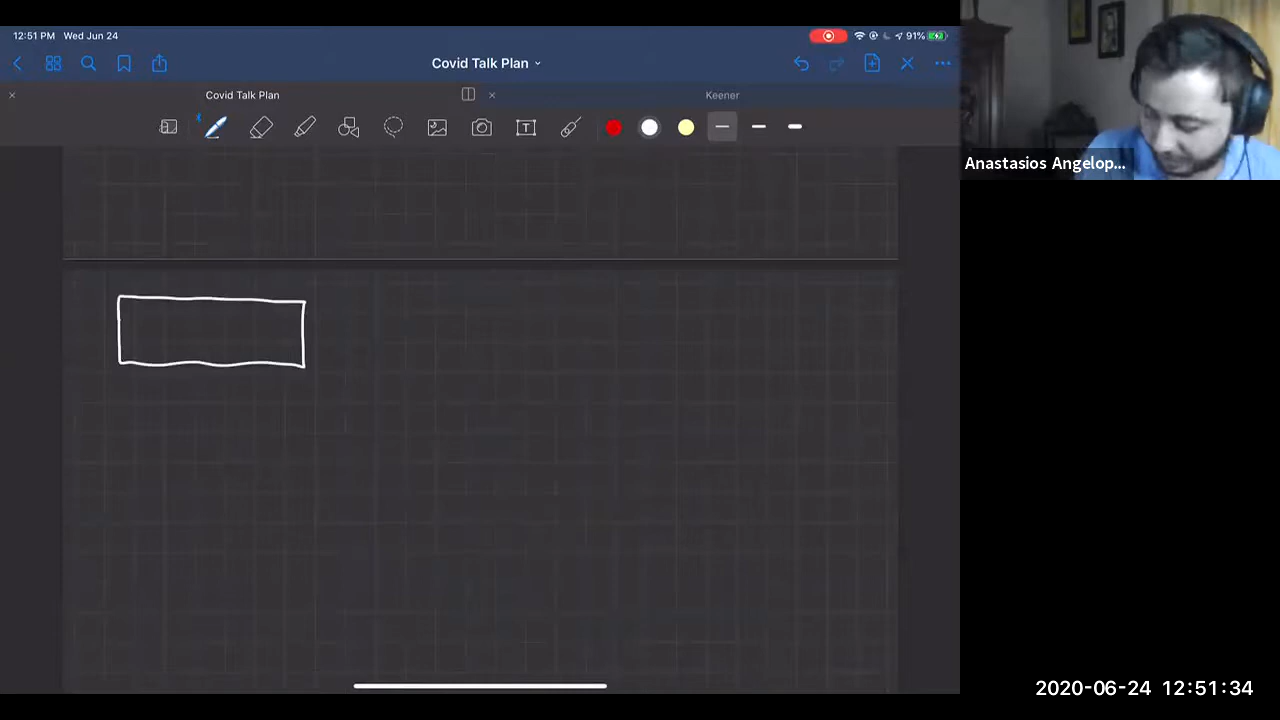 12:51 PM Wed Jun 24
91%
Covid Talk Plan
Covid Talk Plan
Keener
T
Anastasios Angelop...
2020-06-24 12:51:34